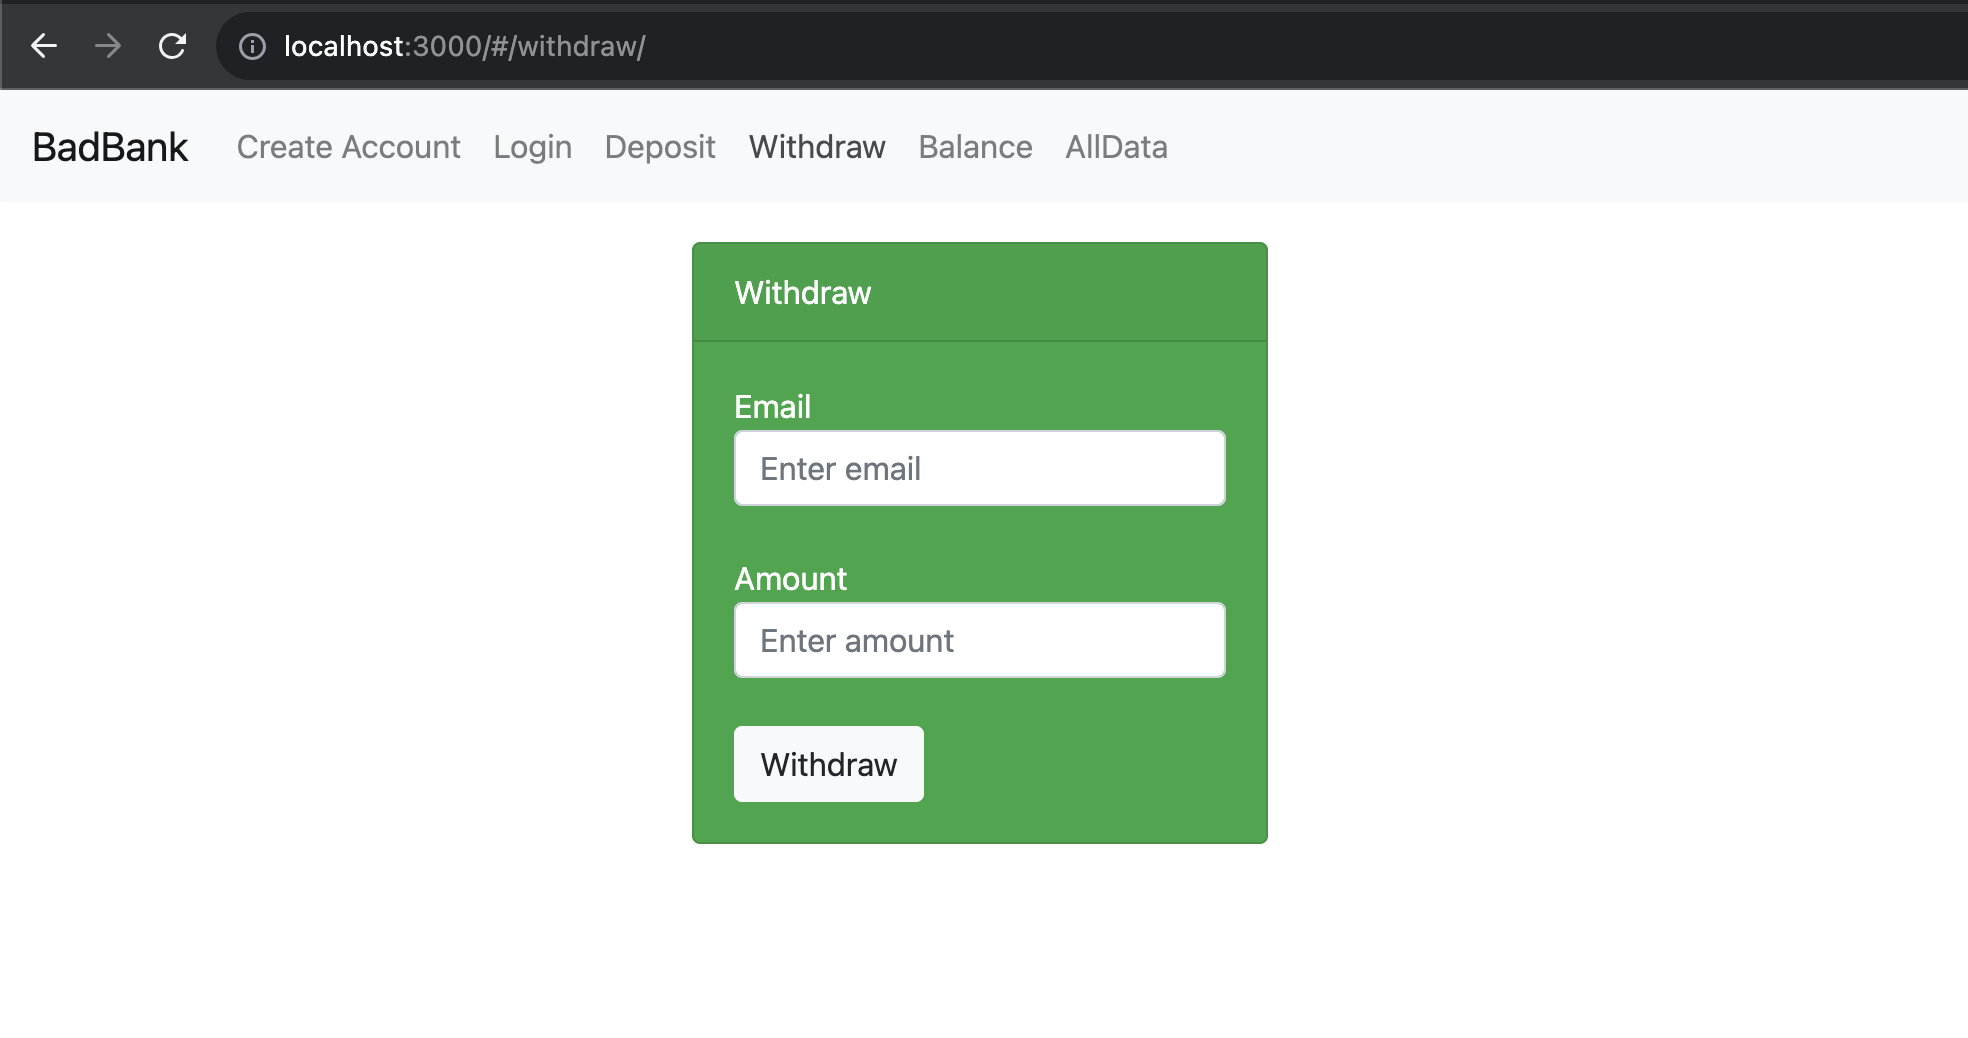 localhost:3000/#/withdraw/
BadBank Create Account Login Deposit Withdraw Balance AllData
Withdraw
Email
Enter email
Amount
Enter amount
Withdraw